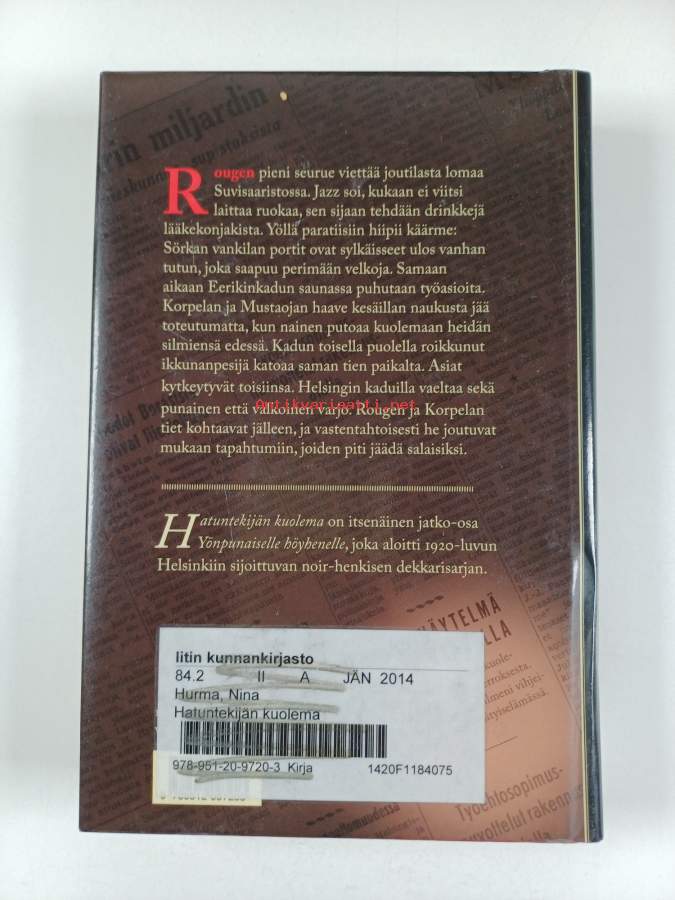 rin miljardin
supistuksista
Rougen pieni seurue viettää joutilasta lomaa
Suvisaaristossa. Jazz soi, kukaan ei viitsi
laittaa ruokaa, sen sijaan tehdään drinkkejä
lääkekonjakista. Yöllä paratiisiin hiipii käärme:
Sörkan vankilan portit ovat sylkäisseet ulos vanhan
tutun, joka saapuu perimään velkoja. Samaan
aikaan Eerikinkadun saunassa puhutaan työasioita.
Korpelan ja Mustaojan haave kesäillan naukusta jää
toteutumatta, kun nainen putoaa kuolemaan heidän
silmiensä edessä. Kadun toisella puolella roikkunut
ikkunanpesijä katoaa saman tien paikalta. Asiat
kytkeytyvät toisiinsa. Helsingin kaduilla vaeltaa sekä
Antikvariaatti.net
punainen että valkoinen varjo. Rougen ja Korpelan
tiet kohtaavat jälleen, ja vastentahtoisesti he joutuvat
mukaan tapahtumiin, joiden piti jäädä salaisiksi.
Hatuntekijän kuolema on itsenäinen jatko-osa
Yönpunaiselle höyhenelle, joka aloitti 1920-luvun
Helsinkiin sijoittuvan noir-henkisen dekkarisarjan.
ÄYTELMÄ
LLA
Iitin kunnankirjasto
84.2 II A JÄN 2014
Hurma, Nina
Hatuntekijän kuolema
978-951-20-9720-3 Kirja 1420F1184075
Työehtosopimus-